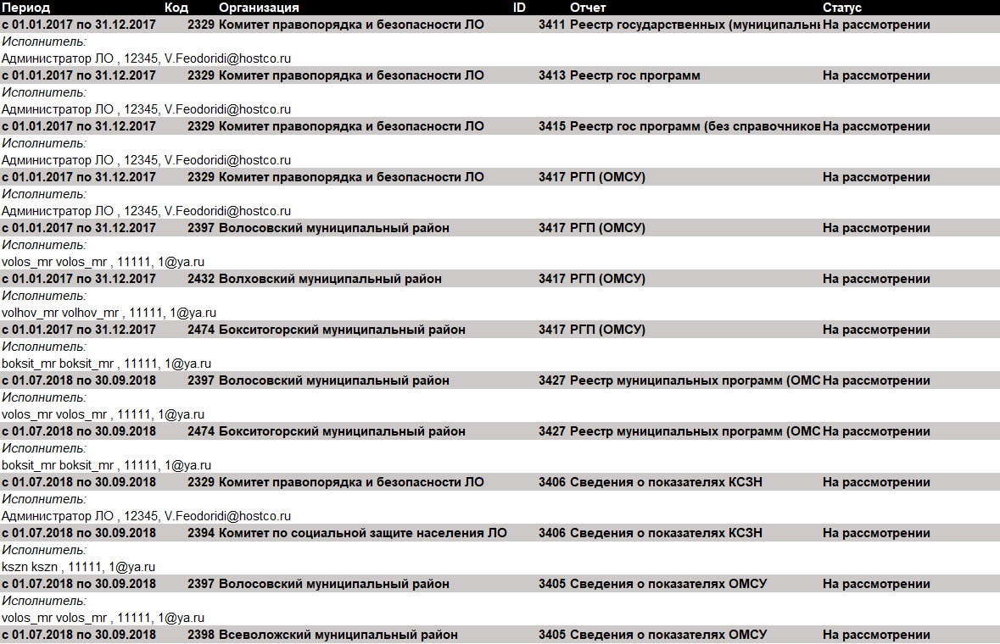 Период Код Организация ID Отчет Статус
с 01.01.2017 по 31.12.2017 2329 Комитет правопорядка и безопасности ЛО 3411 Реестр государственных (муниципальн На рассмотрении
Исполнитель:
Администратор ЛО , 12345, V.Feodoridi@hostco.ru
с 01.01.2017 по 31.12.2017 2329 Комитет правопорядка и безопасности ЛО 3413 Реестр гос программ На рассмотрении
Исполнитель:
Администратор ЛО , 12345, V.Feodoridi@hostco.ru
с 01.01.2017 по 31.12.2017 2329 Комитет правопорядка и безопасности ЛО 3415 Реестр гос программ (без справочников На рассмотрении
Исполнитель:
Администратор ЛО , 12345, V.Feodoridi@hostco.ru
с 01.01.2017 по 31.12.2017 2329 Комитет правопорядка и безопасности ЛО 3417 РГП (ОМСУ) На рассмотрении
Исполнитель:
Администратор ЛО , 12345, V.Feodoridi@hostco.ru
с 01.01.2017 по 31.12.2017 2397 Волосовский муниципальный район 3417 РГП (ОМСУ) На рассмотрении
Исполнитель:
volos_mr volos_mr , 11111, 1@ya.ru
с 01.01.2017 по 31.12.2017 2432 Волховский муниципальный район 3417 РГП (ОМСУ) На рассмотрении
Исполнитель:
volhov_mr volhov_mr , 11111, 1@ya.ru
с 01.01.2017 по 31.12.2017 2474 Бокситогорский муниципальный район 3417 РГП (ОМСУ) На рассмотрении
Исполнитель:
boksit_mr boksit_mr , 11111, 1@ya.ru
с 01.07.2018 по 30.09.2018 2397 Волосовский муниципальный район 3427 Реестр муниципальных программ (ОМС На рассмотрении
Исполнитель:
volos_mr volos_mr , 11111, 1@ya.ru
с 01.07.2018 по 30.09.2018 2474 Бокситогорский муниципальный район 3427 Реестр муниципальных программ (ОМС На рассмотрении
Исполнитель:
boksit_mr boksit_mr , 11111, 1@ya.ru
с 01.07.2018 по 30.09.2018 2329 Комитет правопорядка и безопасности ЛО 3406 Сведения о показателях КСЗН На рассмотрении
Исполнитель:
Администратор ЛО , 12345, V.Feodoridi@hostco.ru
с 01.07.2018 по 30.09.2018 2394 Комитет по социальной защите населения ЛО 3406 Сведения о показателях КСЗН На рассмотрении
Исполнитель:
kszn kszn , 11111, 1@ya.ru
с 01.07.2018 по 30.09.2018 2397 Волосовский муниципальный район 3405 Сведения о показателях ОМСУ На рассмотрении
Исполнитель:
volos_mr volos_mr , 11111, 1@ya.ru
с 01.07.2018 по 30.09.2018 2398 Всеволожский муниципальный район 3405 Сведения о показателях ОМСУ На рассмотрении